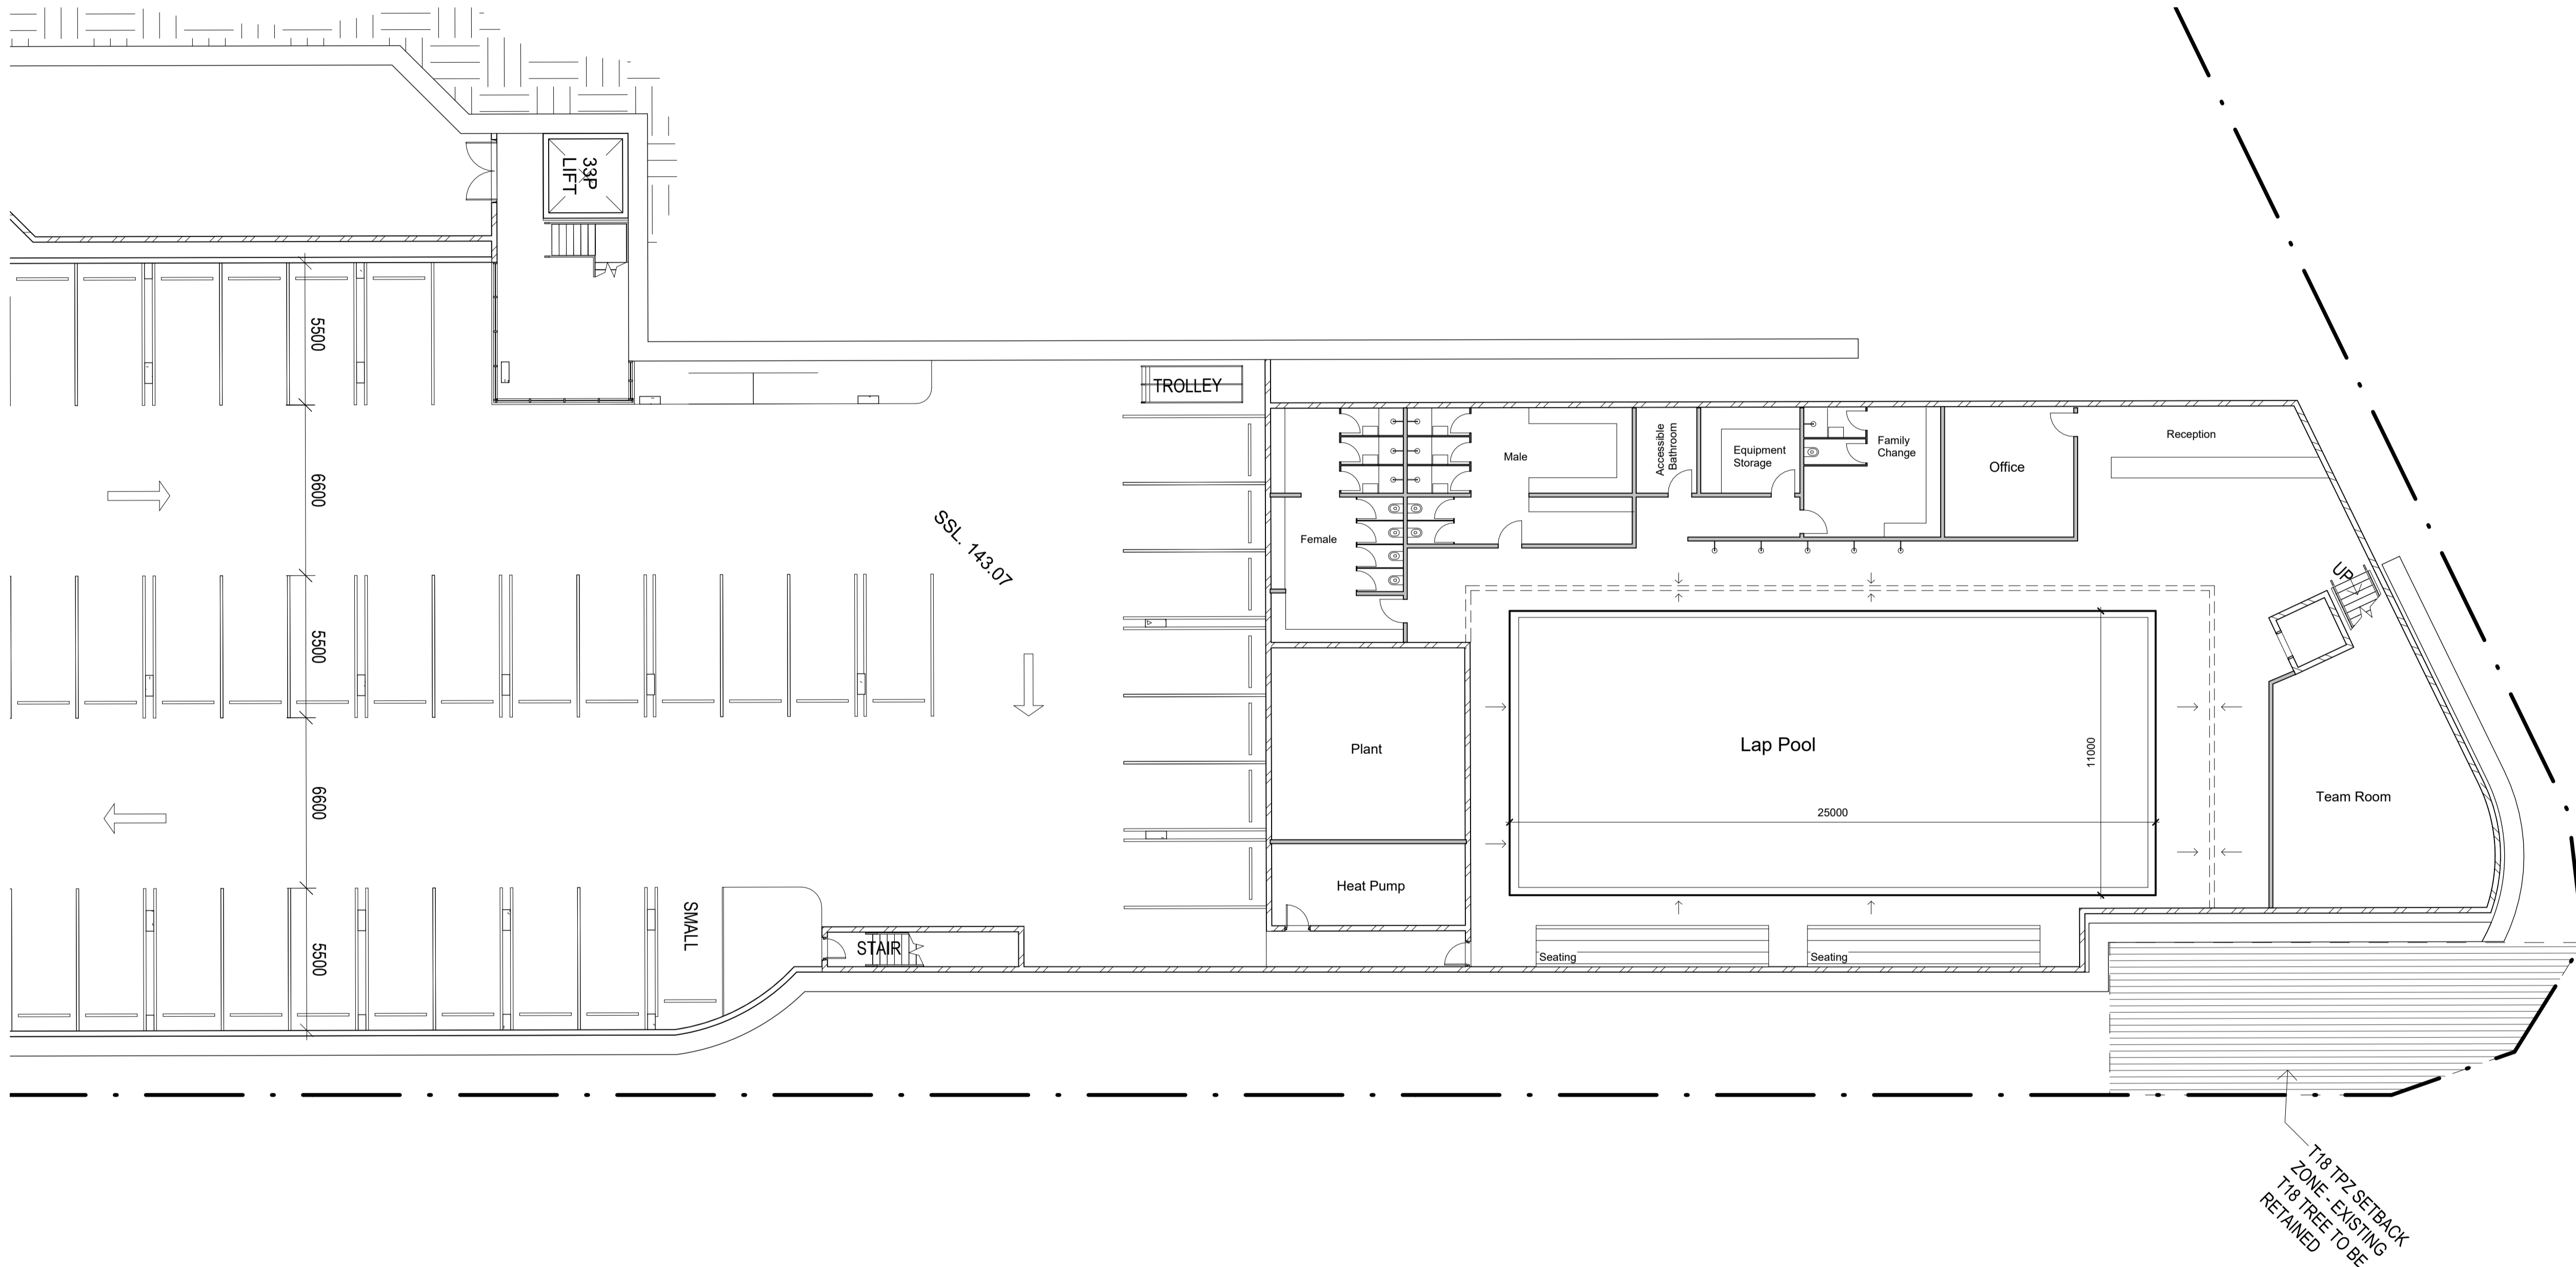 33P
LIFT
5500
6600
5500
6600
5500
TROLLEY
SSL. 143.07
SMALL
STAIR
Female
Male
Accessible
Bathroom
Equipment
Storage
Family
Change
Office
Reception
UP
Plant
Heat Pump
Lap Pool
11000
25000
Team Room
Seating
Seating
T18 TPZ SETBACK
ZONE - EXISTING
T18 TREE TO BE
RETAINED